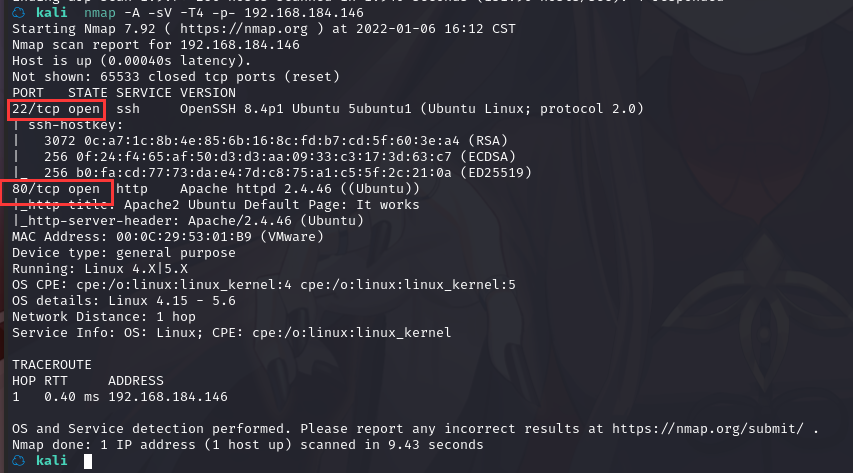 kali nmap -A -sV -T4 -p- 192.168.184.146
Starting Nmap 7.92 ( https://nmap.org ) at 2022-01-06 16:12 CST
Nmap scan report for 192.168.184.146
Host is up (0.00040s latency).
Not shown: 65533 closed tcp ports (reset)
PORT   STATE SERVICE VERSION
22/tcp open  ssh     OpenSSH 8.4p1 Ubuntu 5ubuntu1 (Ubuntu Linux; protocol 2.0)
| ssh-hostkey:
|   3072 0c:a7:1c:8b:4e:85:6b:16:8c:fd:b7:cd:5f:60:3e:a4 (RSA)
|   256 0f:24:f4:65:af:50:d3:d3:aa:09:33:c3:17:3d:63:c7 (ECDSA)
|_  256 b0:fa:cd:77:73:da:e4:7d:c8:75:a1:c5:5f:2c:21:0a (ED25519)
80/tcp open  http    Apache httpd 2.4.46 ((Ubuntu))
|_http-title: Apache2 Ubuntu Default Page: It works
|_http-server-header: Apache/2.4.46 (Ubuntu)
MAC Address: 00:0C:29:53:01:B9 (VMware)
Device type: general purpose
Running: Linux 4.X|5.X
OS CPE: cpe:/o:linux:linux_kernel:4 cpe:/o:linux:linux_kernel:5
OS details: Linux 4.15 - 5.6
Network Distance: 1 hop
Service Info: OS: Linux; CPE: cpe:/o:linux:linux_kernel
TRACEROUTE
HOP RTT     ADDRESS
1   0.40 ms 192.168.184.146
OS and Service detection performed. Please report any incorrect results at https://nmap.org/submit/ .
Nmap done: 1 IP address (1 host up) scanned in 9.43 seconds
kali